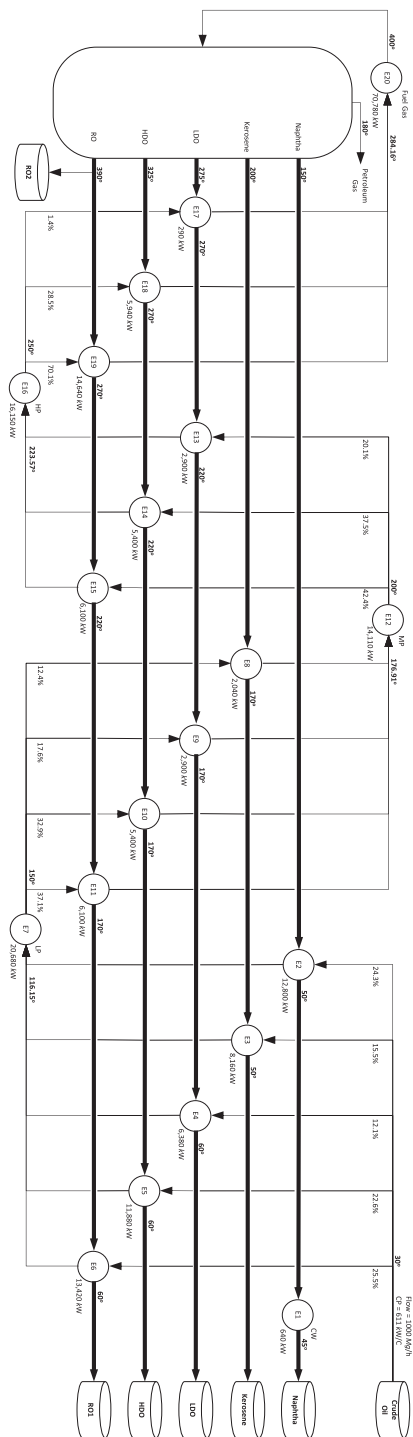 Flow = 1000 Mg/h
CP = 611 kW/C
Fuel Gas
MP
400°
E20
284.16°
200°
E12
176.91°
30°
Crude
Oil
70,780 kW
14,110 kW
180°
Petroleum
Gas
20.1%
37.5%
42.4%
24.3%
15.5%
12.1%
22.6%
25.5%
CW
Naphtha
150°
E2
50°
E1
45°
Naphtha
12,800 kW
640 kW
Kerosene
200°
E8
170°
E3
50°
Kerosene
2,040 kW
8,160 kW
LDO
275°
E17
270°
E13
220°
E9
170°
E4
60°
LDO
290 kW
2,900 kW
2,900 kW
6,380 kW
HDO
325°
E18
270°
E14
220°
E10
170°
E5
60°
HDO
5,940 kW
5,400 kW
5,400 kW
11,880 kW
RO
390°
E19
270°
E15
220°
E11
170°
E6
60°
RO1
14,640 kW
6,100 kW
6,100 kW
13,420 kW
RO2
1.4%
28.5%
70.1%
12.4%
17.6%
32.9%
37.1%
HP
LP
250°
E16
223.57°
150°
E7
116.15°
16,150 kW
20,680 kW